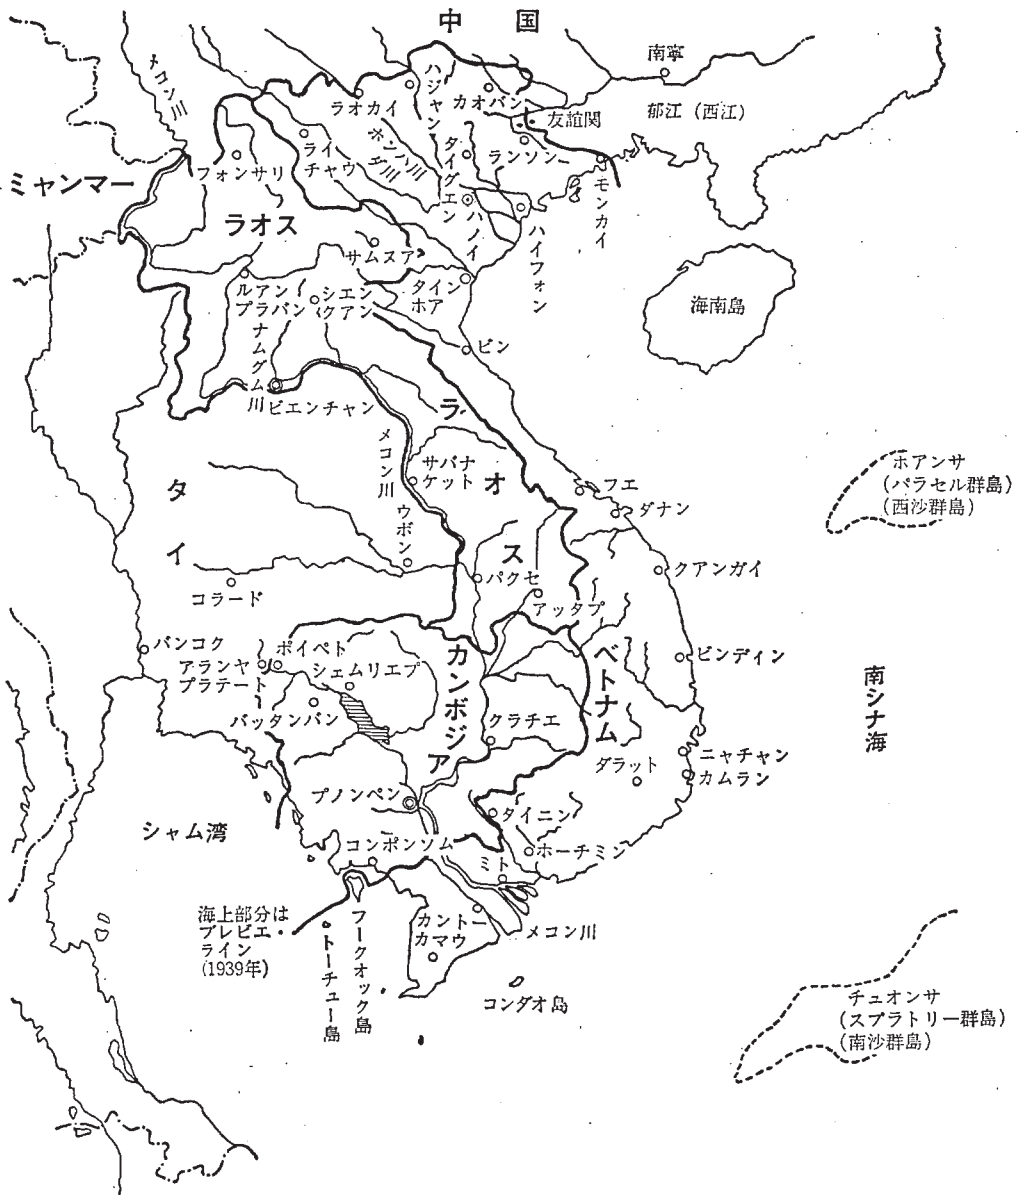 中国
南寧
メコン川
ハジャン
ラオカイ
カオバン
友誼関
郁江（西江）
ライ
チャウ
ホンハ川
エ川
タイグエン
ランソン
フォンサリ
ミャンマー
モンカイ
ラオス
ハノイ
ハイフォン
サムヌア
タイン
ホア
ルアン
プラバン
シエン
クアン
海南島
ナムグム川
ビン
ビエンチャン
ラオス
メコン川
サバナ
ケット
ホアンサ
（パラセル群島）
（西沙群島）
タイ
フエ
ダナン
ウボン
パクセ
クアンガイ
コラード
アッタプ
バンコク
ポイペト
アランヤ
プラテート
シェムリエプ
カンボジア
ベトナム
ビンディン
南シナ海
バッタンバン
クラチエ
ニャチャン
ダラット
カムラン
プノンペン
タイニン
シャム湾
コンポンソム
ホーチミン
ミト
海上部分は
ブレビエ・
ライン
(1939年)
トーチュー島
フークオック島
カントー
カマウ
メコン川
コンダオ島
チュオンサ
（スプラトリー群島）
（南沙群島）